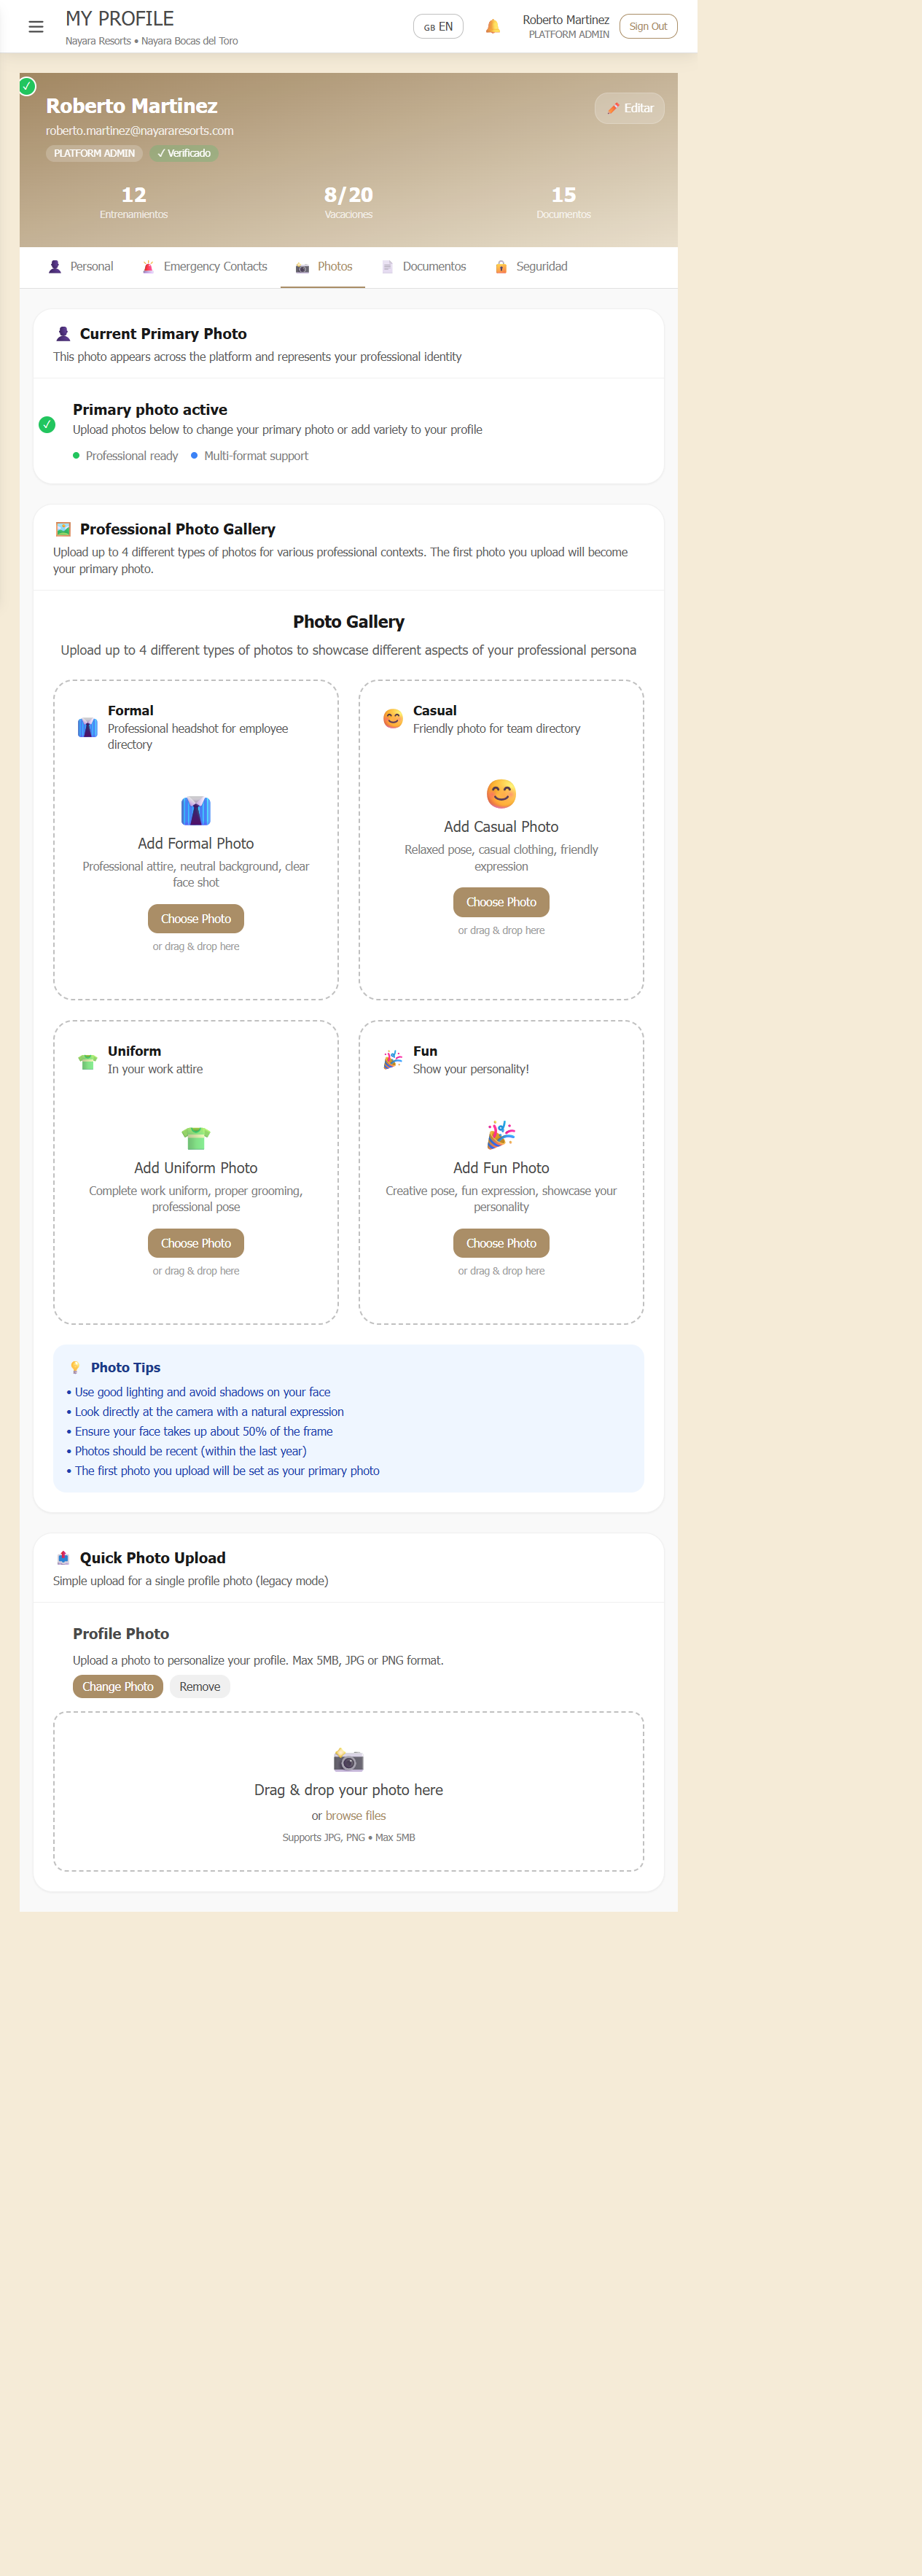 MY PROFILE
Nayara Resorts • Nayara Bocas del Toro
GB EN
Roberto Martinez
PLATFORM ADMIN
Sign Out
✓
Roberto Martinez
Editar
roberto.martinez@nayararesorts.com
PLATFORM ADMIN ✓ Verificado
12 8/20 15
Entrenamientos Vacaciones Documentos
Personal Emergency Contacts Photos Documentos Seguridad
Current Primary Photo
This photo appears across the platform and represents your professional identity
Primary photo active
✓
Upload photos below to change your primary photo or add variety to your profile
Professional ready Multi-format support
Professional Photo Gallery
Upload up to 4 different types of photos for various professional contexts. The first photo you upload will become
your primary photo.
Photo Gallery
Upload up to 4 different types of photos to showcase different aspects of your professional persona
Formal
Professional headshot for employee
directory
Add Formal Photo
Professional attire, neutral background, clear
face shot
Choose Photo
or drag & drop here
Casual
Friendly photo for team directory
Add Casual Photo
Relaxed pose, casual clothing, friendly
expression
Choose Photo
or drag & drop here
Uniform
In your work attire
Add Uniform Photo
Complete work uniform, proper grooming,
professional pose
Choose Photo
or drag & drop here
Fun
Show your personality!
Add Fun Photo
Creative pose, fun expression, showcase your
personality
Choose Photo
or drag & drop here
Photo Tips
• Use good lighting and avoid shadows on your face
• Look directly at the camera with a natural expression
• Ensure your face takes up about 50% of the frame
• Photos should be recent (within the last year)
• The first photo you upload will be set as your primary photo
Quick Photo Upload
Simple upload for a single profile photo (legacy mode)
Profile Photo
Upload a photo to personalize your profile. Max 5MB, JPG or PNG format.
Change Photo Remove
Drag & drop your photo here
or browse files
Supports JPG, PNG • Max 5MB